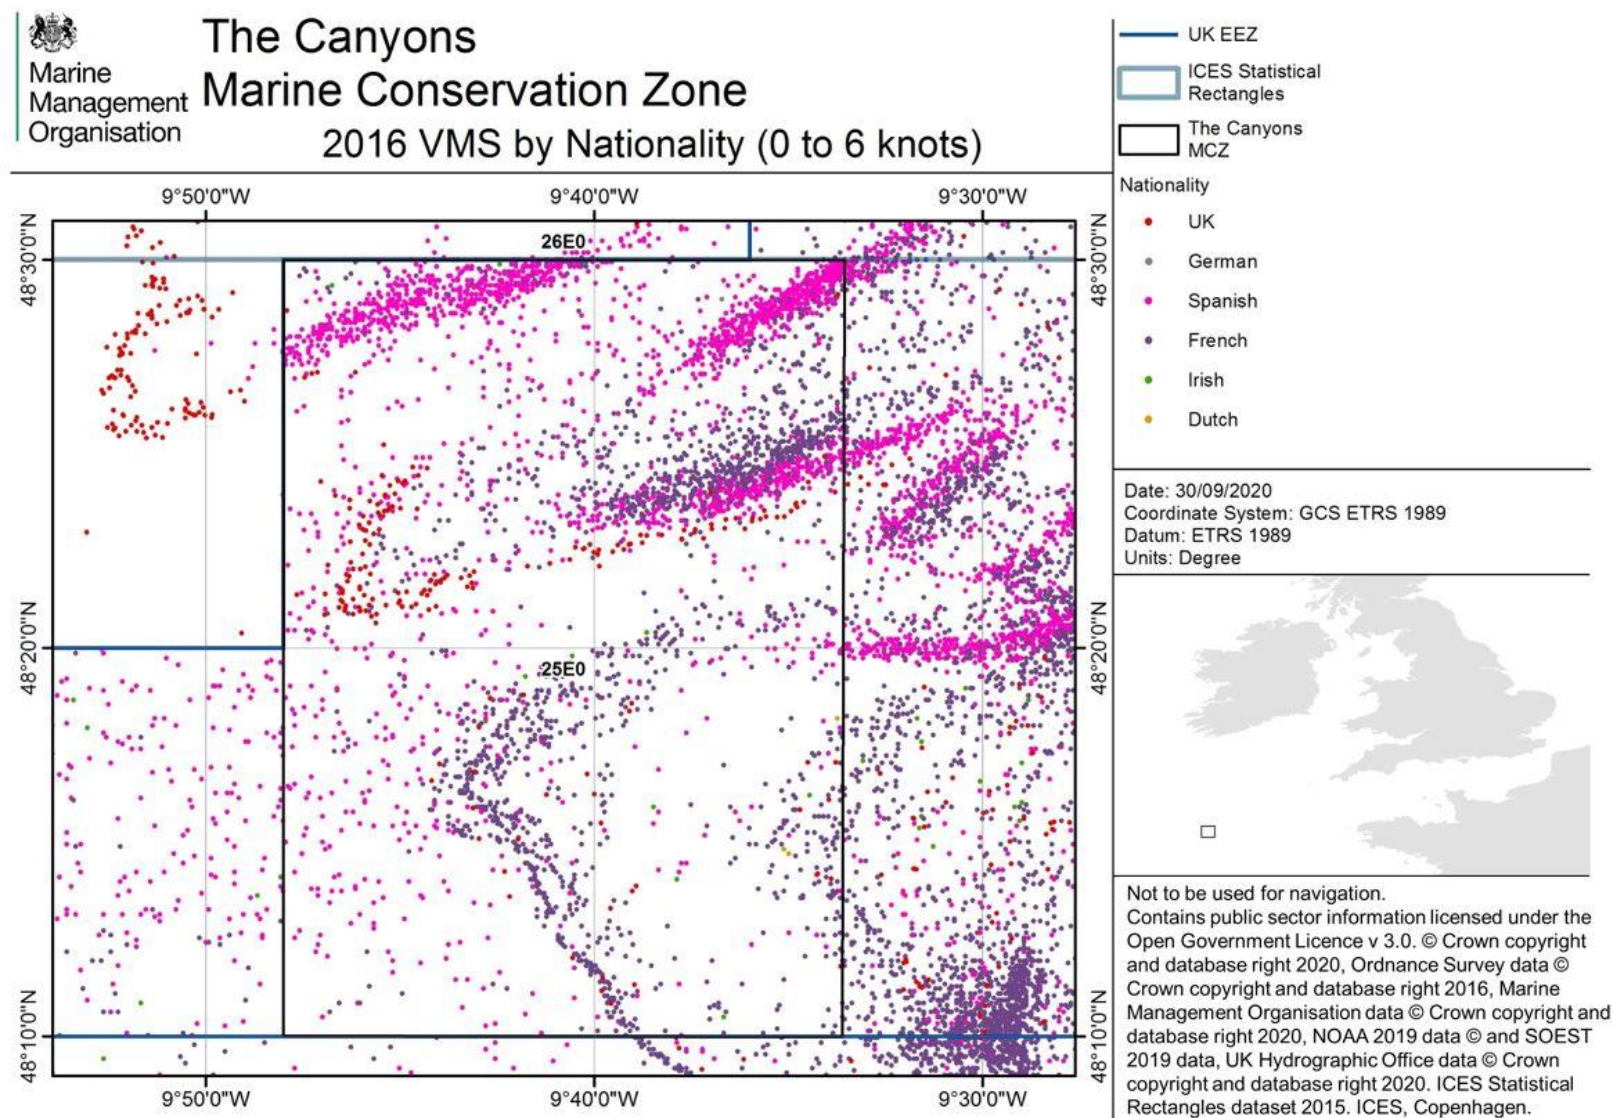 Marine
Management
Organisation
The Canyons
Marine Conservation Zone
2016 VMS by Nationality (0 to 6 knots)
9°50'0"W
9°40'0"W
9°30'0"W
48°30'0"N
48°30'0"N
26E0
48°20'0"N
48°20'0"N
25E0
48°10'0"N
48°10'0"N
9°50'0"W
9°40'0"W
9°30'0"W
UK EEZ
ICES Statistical
Rectangles
The Canyons
MCZ
Nationality
UK
German
Spanish
French
Irish
Dutch
Date: 30/09/2020
Coordinate System: GCS ETRS 1989
Datum: ETRS 1989
Units: Degree
Not to be used for navigation.
Contains public sector information licensed under the
Open Government Licence v 3.0. © Crown copyright
and database right 2020, Ordnance Survey data ©
Crown copyright and database right 2016, Marine
Management Organisation data © Crown copyright and
database right 2020, NOAA 2019 data © and SOEST
2019 data, UK Hydrographic Office data © Crown
copyright and database right 2020. ICES Statistical
Rectangles dataset 2015. ICES, Copenhagen.